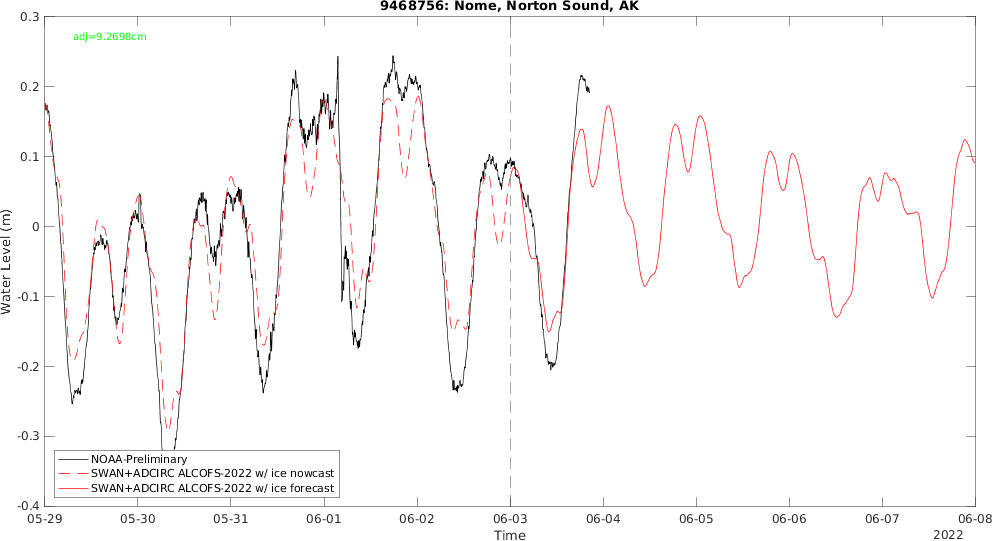 9468756: Nome, Norton Sound, AK
adj=9.2698cm
0.3
0.2
0.1
0
-0.1
-0.2
-0.3
-0.4
Water Level (m)
NOAA-Preliminary
SWAN+ADCIRC ALCOFS-2022 w/ ice nowcast
SWAN+ADCIRC ALCOFS-2022 w/ ice forecast
05-29 05-30 05-31 06-01 06-02 06-03 06-04 06-05 06-06 06-07 06-08
Time
2022